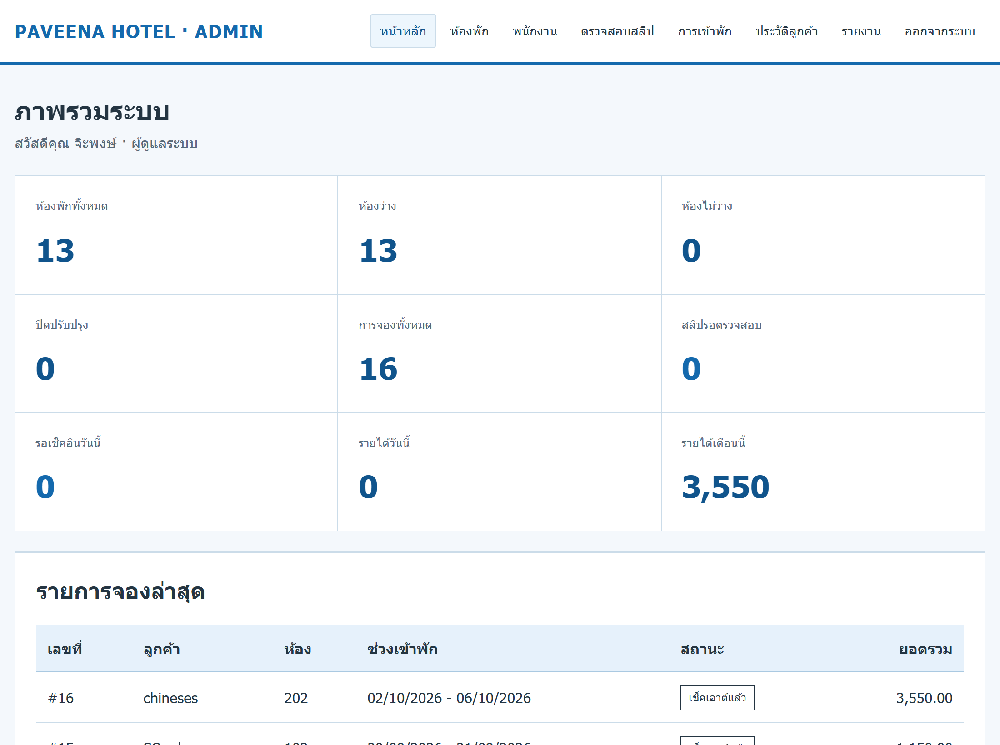 PAVEENA HOTEL · ADMIN
หน้าหลัก ห้องพัก พนักงาน ตรวจสอบสลิป การเข้าพัก ประวัติลูกค้า รายงาน ออกจากระบบ
ภาพรวมระบบ
สวัสดีคุณ จิะพงษ์ · ผู้ดูแลระบบ
ห้องพักทั้งหมด ห้องว่าง ห้องไม่ว่าง
13 13 0
ปิดปรับปรุง การจองทั้งหมด สลิปรอตรวจสอบ
0 16 0
รอเช็คอินวันนี้ รายได้วันนี้ รายได้เดือนนี้
0 0 3,550
รายการจองล่าสุด
เลขที่ ลูกค้า ห้อง ช่วงเข้าพัก สถานะ ยอดรวม
#16 chineses 202 02/10/2026 - 06/10/2026 เช็คเอาต์แล้ว 3,550.00